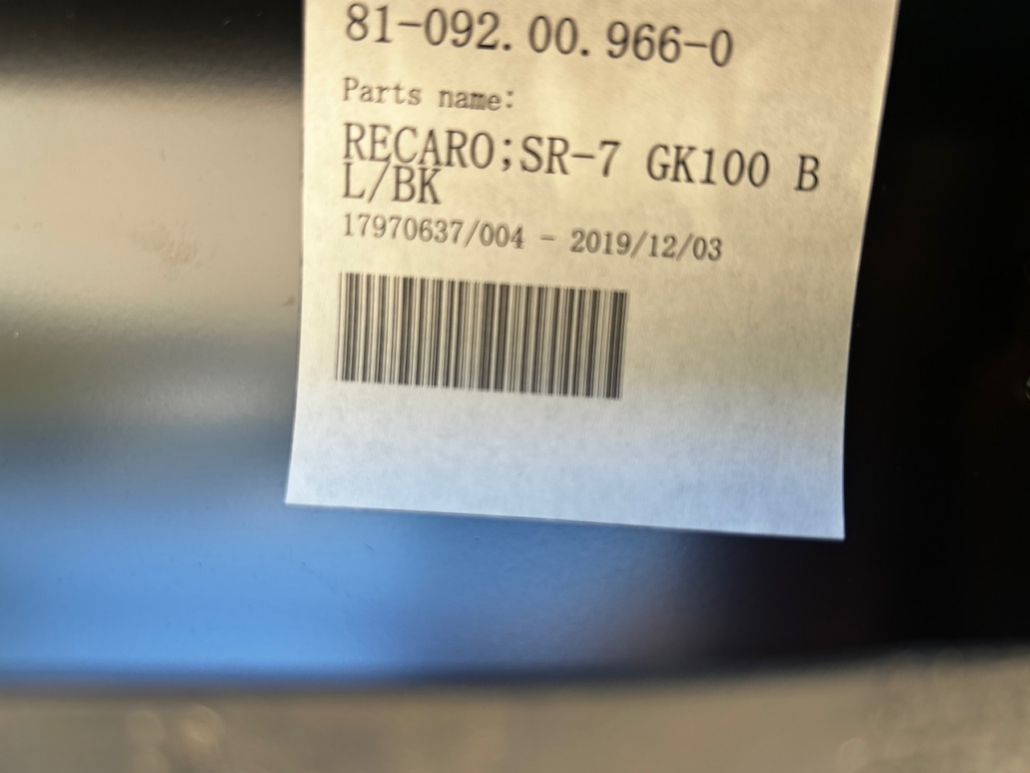 81-092.00.966-0
Parts name:
RECARO;SR-7 GK100 B
L/BK
17970637/004 - 2019/12/03